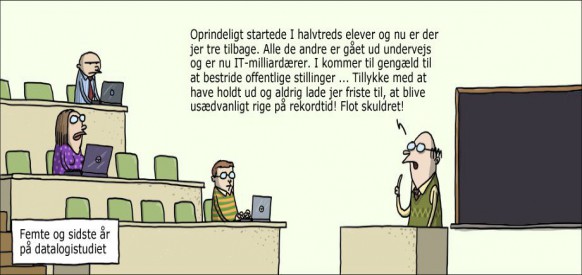 Oprindeligt startede I halvtreds elever og nu er der
jer tre tilbage. Alle de andre er gået ud undervejs
og er nu IT-milliardærer. I kommer til gengæld til
at bestride offentlige stillinger ... Tillykke med at
have holdt ud og aldrig lade jer friste til, at blive
usædvanligt rige på rekordtid! Flot skuldret!
Femte og sidste år
på datalogistudiet